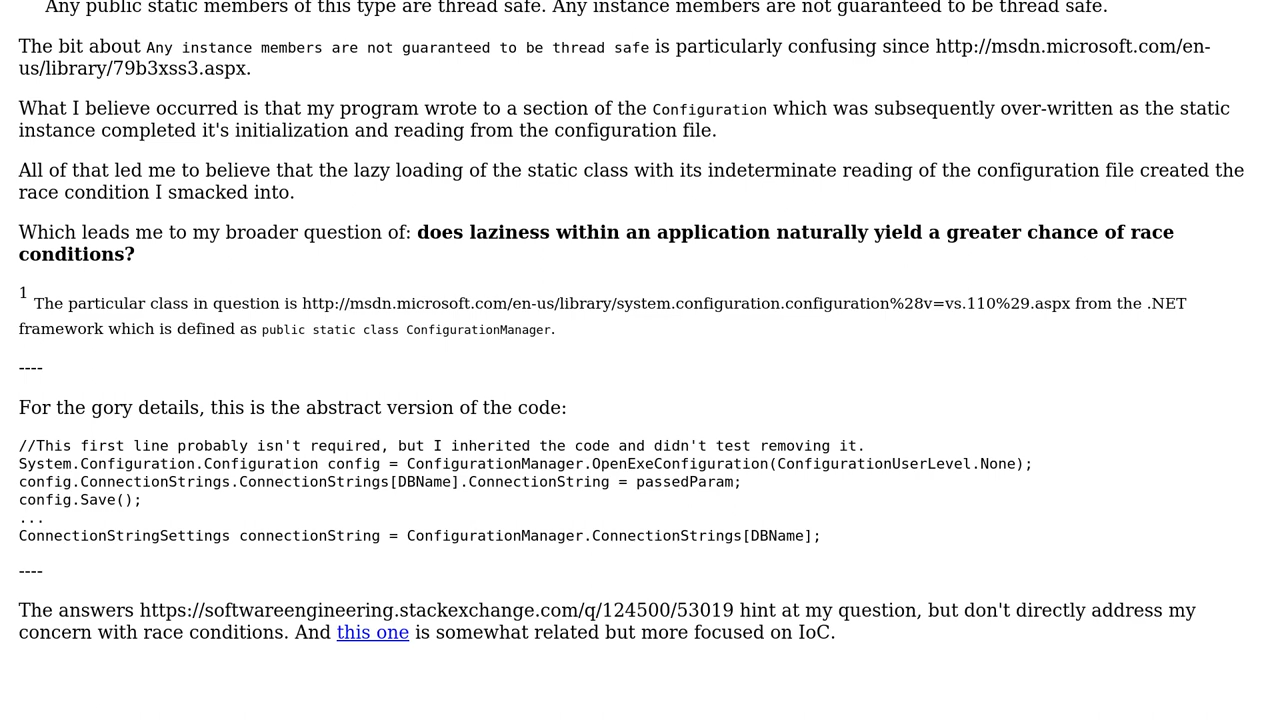 Any public static members of this type are thread safe. Any instance members are not guaranteed to be thread safe.
The bit about Any instance members are not guaranteed to be thread safe is particularly confusing since http://msdn.microsoft.com/en-
us/library/79b3xss3.aspx.
What I believe occurred is that my program wrote to a section of the Configuration which was subsequently over-written as the static
instance completed it's initialization and reading from the configuration file.
All of that led me to believe that the lazy loading of the static class with its indeterminate reading of the configuration file created the
race condition I smacked into.
Which leads me to my broader question of: does laziness within an application naturally yield a greater chance of race
conditions?
1 The particular class in question is http://msdn.microsoft.com/en-us/library/system.configuration.configuration%28v=vs.110%29.aspx from the .NET
framework which is defined as public static class ConfigurationManager.
----
For the gory details, this is the abstract version of the code:
//This first line probably isn't required, but I inherited the code and didn't test removing it.
System.Configuration.Configuration config = ConfigurationManager.OpenExeConfiguration(ConfigurationUserLevel.None);
config.ConnectionStrings.ConnectionStrings[DBName].ConnectionString = passedParam;
config.Save();
...
ConnectionStringSettings connectionString = ConfigurationManager.ConnectionStrings[DBName];
----
The answers https://softwareengineering.stackexchange.com/q/124500/53019 hint at my question, but don't directly address my
concern with race conditions. And this one is somewhat related but more focused on IoC.